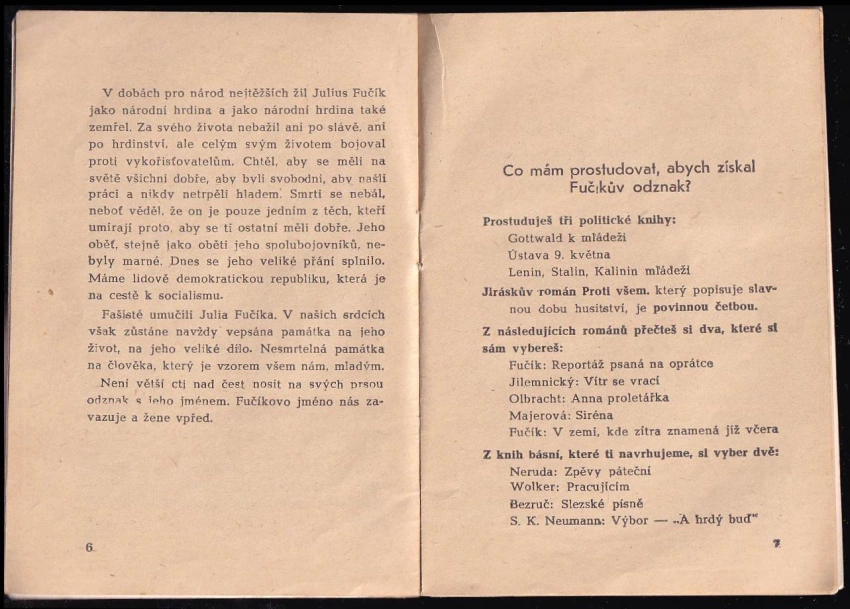 V dobách pro národ nejtěžších žil Julius Fučík
jako národní hrdina a jako národní hrdina také
zemřel. Za svého života nebažil ani po slávě, ani
po hrdinství, ale celým svým životem bojoval
proti vykořisťovatelům. Chtěl, aby se měli na
světě všichni dobře, aby byli svobodni, aby našli
práci a nikdy netrpěli hladem. Smrti se nebál,
neboť věděl, že on je pouze jedním z těch, kteří
umírají proto, aby se ti ostatní měli dobře. Jeho
oběť, stejně jako oběti jeho spolubojovníků, ne-
byly marné. Dnes se jeho veliké přání splnilo.
Máme lidově demokratickou republiku, která je
na cestě k socialismu.
Fašisté umučili Julia Fučíka. V našich srdcích
však zůstáne navždy vepsána památka na jeho
život, na jeho veliké dílo. Nesmrtelná památka
na člověka, který je vzorem všem nám, mladým.
Není větší cti nad čest nosit na svých prsou
odznak s jeho jménem. Fučíkovo jméno nás za-
vazuje a žene vpřed.
6
Co mám prostudovat, abych získal
Fučíkův odznak?
Prostuduješ tři politické knihy:
Gottwald k mládeži
Ústava 9. května
Lenin, Stalin, Kalinin mládeži
Jiráskův román Proti všem, který popisuje slav-
nou dobu husitství, je povinnou četbou.
Z následujících románů přečteš si dva, které si
sám vybereš:
Fučík: Reportáž psaná na oprátce
Jilemnický: Vítr se vrací
Olbracht: Anna proletářka
Majerová: Siréna
Fučík: V zemi, kde zítra znamená již včera
Z knih básní, které ti navrhujeme, si vyber dvě:
Neruda: Zpěvy páteční
Wolker: Pracujícím
Bezruč: Slezské písně
S. K. Neumann: Výbor — „A hrdý buď"
7